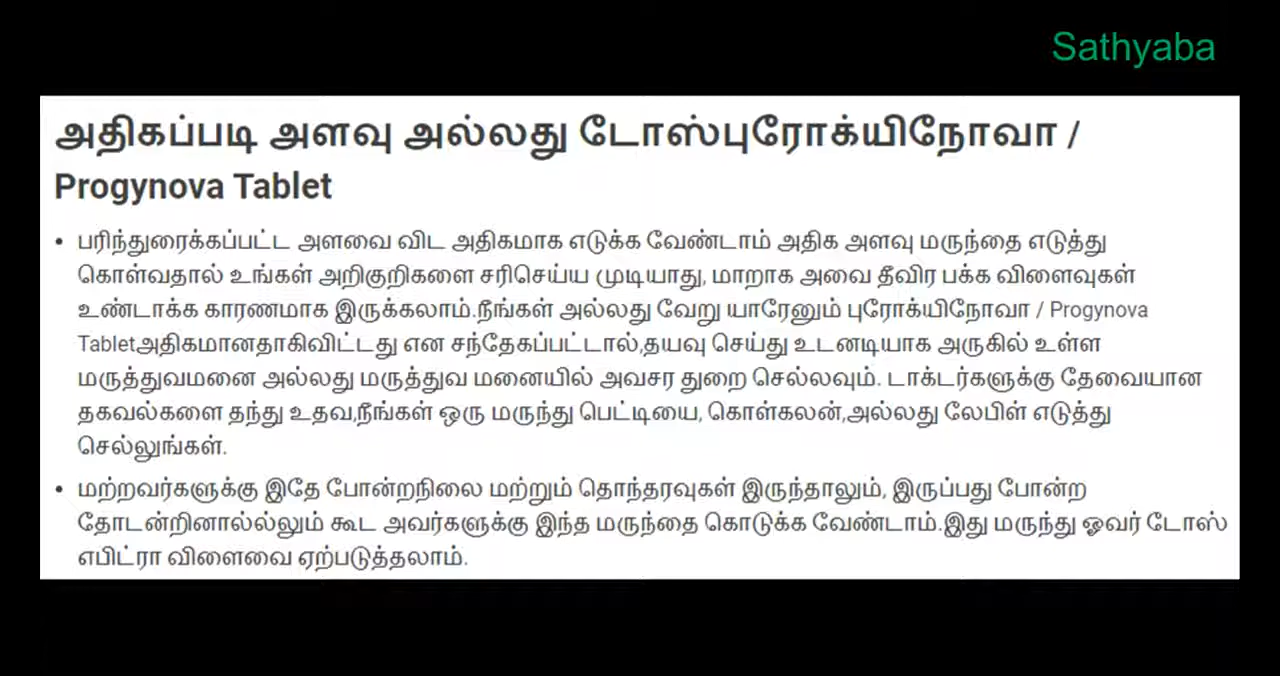 Sathyaba
அதிகப்படி அளவு அல்லது டோஸ்புரோக்யிநோவா /
Progynova Tablet
• பரிந்துரைக்கப்பட்ட அளவை விட அதிகமாக எடுக்க வேண்டாம் அதிக அளவு மருந்தை எடுத்து
கொள்வதால் உங்கள் அறிகுறிகளை சரிசெய்ய முடியாது, மாறாக அவை தீவிர பக்க விளைவுகள்
உண்டாக்க காரணமாக இருக்கலாம்.நீங்கள் அல்லது வேறு யாரேனும் புரோக்யிநோவா / Progynova
Tabletஅதிகமானதாகிவிட்டது என சந்தேகப்பட்டால்,தயவு செய்து உடனடியாக அருகில் உள்ள
மருத்துவமனை அல்லது மருத்துவ மனையில் அவசர துறை செல்லவும். டாக்டர்களுக்கு தேவையான
தகவல்களை தந்து உதவ,நீங்கள் ஒரு மருந்து பெட்டியை, கொள்கலன்,அல்லது லேபிள் எடுத்து
செல்லுங்கள்.
• மற்றவர்களுக்கு இதே போன்றநிலை மற்றும் தொந்தரவுகள் இருந்தாலும், இருப்பது போன்ற
தோடன்றினால்ல்லும் கூட அவர்களுக்கு இந்த மருந்தை கொடுக்க வேண்டாம்.இது மருந்து ஓவர் டோஸ்
எபிட்ரா விளைவை ஏற்படுத்தலாம்.